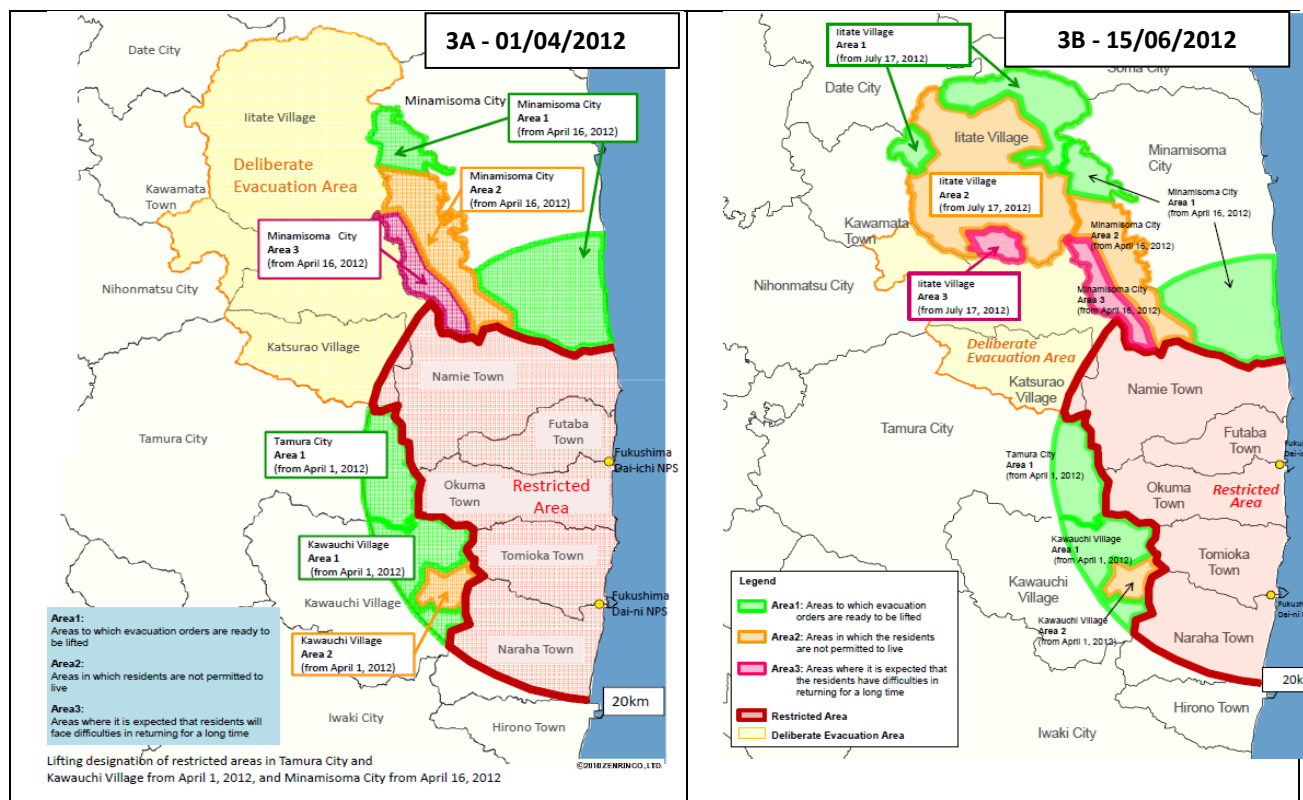 3A - 01/04/2012
Date City
Minamisoma City
Iitate Village
Minamisoma City
Area 1
(from April 16, 2012)
Deliberate
Evacuation Area
Minamisoma City
Area 2
(from April 16, 2012)
Kawamata
Town
Minamisoma City
Area 3
(from April 16, 2012)
Nihonmatsu City
Katsurao Village
Namie Town
Tamura City
Futaba
Town
Tamura City
Area 1
(from April 1, 2012)
Fukushima
Dai-ichi NPS
Okuma
Town
Restricted
Area
Kawauchi Village
Area 1
(from April 1, 2012)
Tomioka Town
Kawauchi Village
Fukushima
Dai-ni NPS
Kawauchi Village
Area 2
(from April 1, 2012)
Naraha Town
20km
Iwaki City
Hirono Town
Area1:
Areas to which evacuation orders are ready to
be lifted
Area2:
Areas in which residents are not permitted to
live
Area3:
Areas where it is expected that residents will
face difficulties in returning for a long time
Lifting designation of restricted areas in Tamura City and
Kawauchi Village from April 1, 2012, and Minamisoma City from April 16, 2012
©2010 ZENRIN CO., LTD.
3B - 15/06/2012
Iitate Village
Area 1
(from July 17, 2012)
Soma City
Date City
Iitate Village
Minamisoma
City
Iitate Village
Area 2
(from July 17, 2012)
Minamisoma City
Area 1
(from April 16, 2012)
Kawamata
Town
Minamisoma City
Area 2
(from April 16, 2012)
Nihonmatsu City
Iitate Village
Area 3
(from July 17, 2012)
Minamisoma City
Area 3
(from April 16, 2012)
Deliberate
Evacuation Area
Katsurao
Village
Namie Town
Tamura City
Futaba
Town
Tamura City
Area 1
(from April 1, 2012)
Fuku
Dai-ic
Okuma
Town
Restricted
Area
Kawauchi Village
Area 1
(from April 1, 2012)
Tomioka
Town
Kawauchi
Village
Fukush
Dai-ni
Kawauchi Village
Area 2
(from April 1, 2012)
Naraha Town
20k
Hirono Town
Iwaki City
Legend
Area1: Areas to which evacuation
orders are ready to be lifted
Area2: Areas in which the residents
are not permitted to live
Area3: Areas where it is expected that
the residents have difficulties in
returning for a long time
Restricted Area
Deliberate Evacuation Area